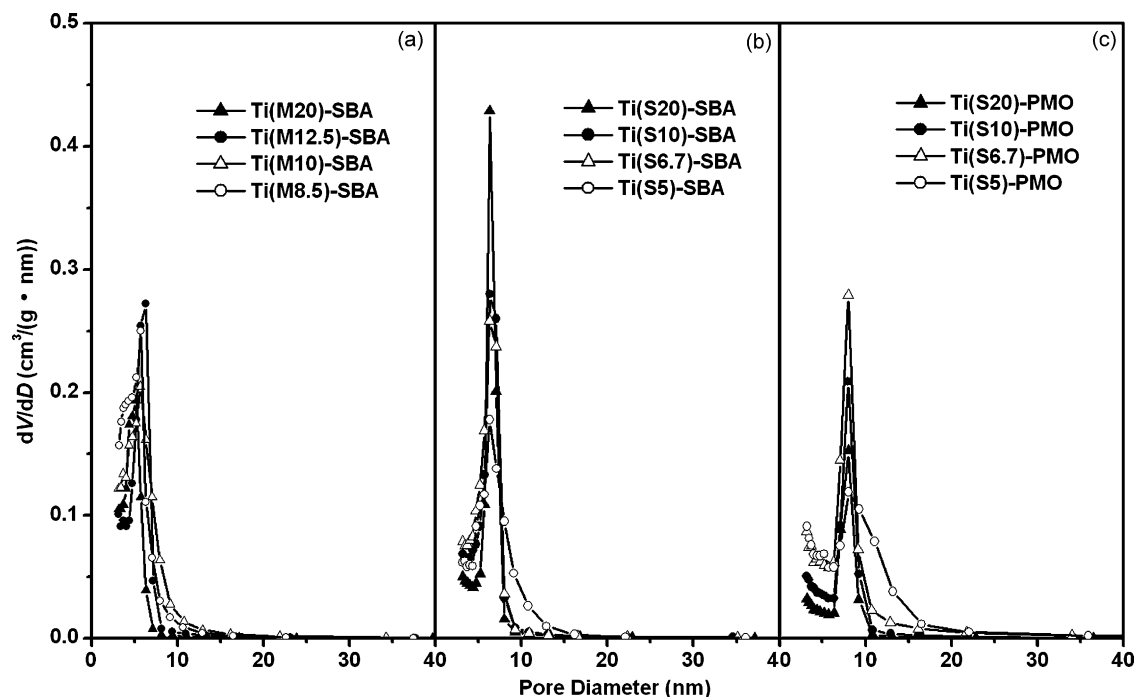 0.5
0.4
0.3
0.2
0.1
0.0
dV/dD (cm³/(g • nm))
(a)
Ti(M20)-SBA
Ti(M12.5)-SBA
Ti(M10)-SBA
Ti(M8.5)-SBA
(b)
Ti(S20)-SBA
Ti(S10)-SBA
Ti(S6.7)-SBA
Ti(S5)-SBA
(c)
Ti(S20)-PMO
Ti(S10)-PMO
Ti(S6.7)-PMO
Ti(S5)-PMO
0 10 20 30 40 10 20 30 40 10 20 30 40
Pore Diameter (nm)